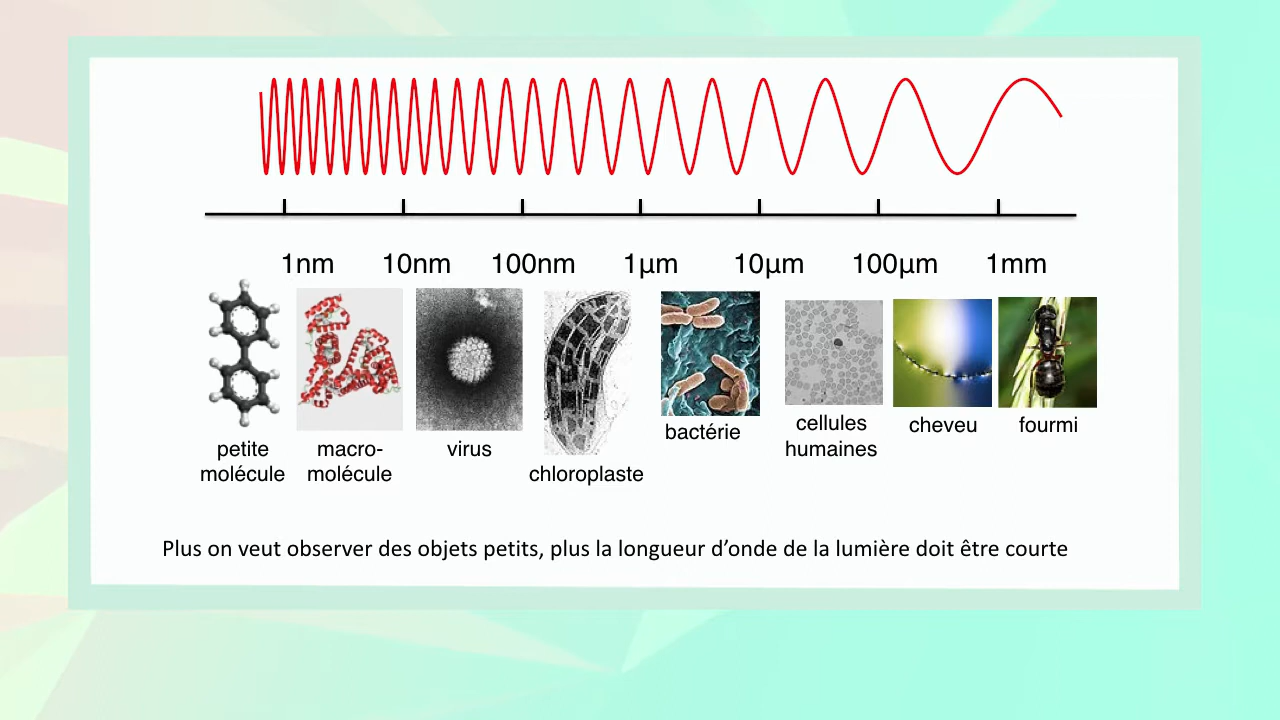 1nm 10nm 100nm 1µm 10µm 100µm 1mm
petite
molécule
macro-
molécule
virus
chloroplaste
bactérie
cellules
humaines
cheveu
fourmi
Plus on veut observer des objets petits, plus la longueur d’onde de la lumière doit être courte